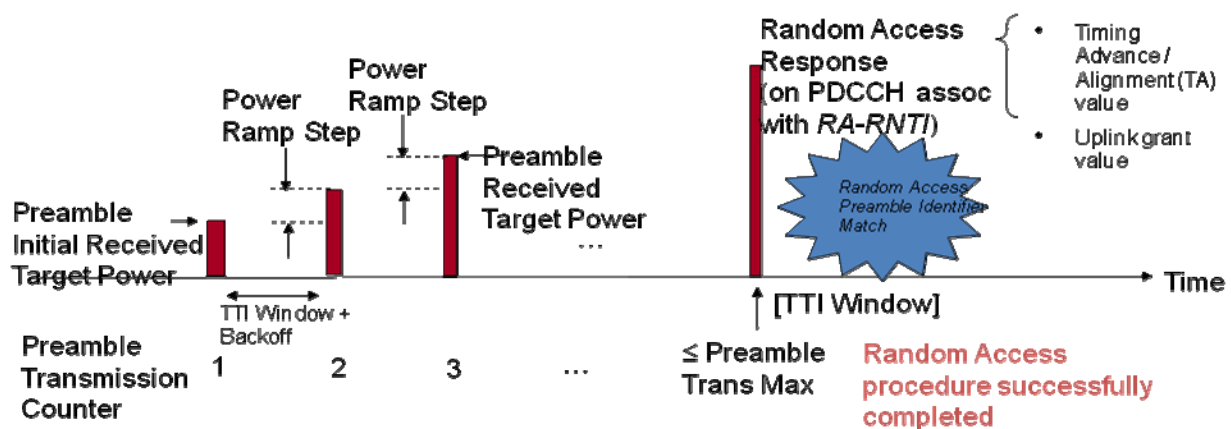 Random Access
Response
(on PDCCH assoc
with RA-RNTI)
• Timing
Advance /
Alignment (TA)
value
• Uplink grant
value
Power
Ramp Step
Power
Ramp Step
Preamble
Received
Target Power
Random Access
Preamble Identifier
Match
Preamble
Initial Received
Target Power
...
Time
TTI Window +
Backoff
[TTI Window]
Preamble
Transmission
Counter
1
2
3
...
≤ Preamble
Trans Max
Random Access
procedure successfully
completed